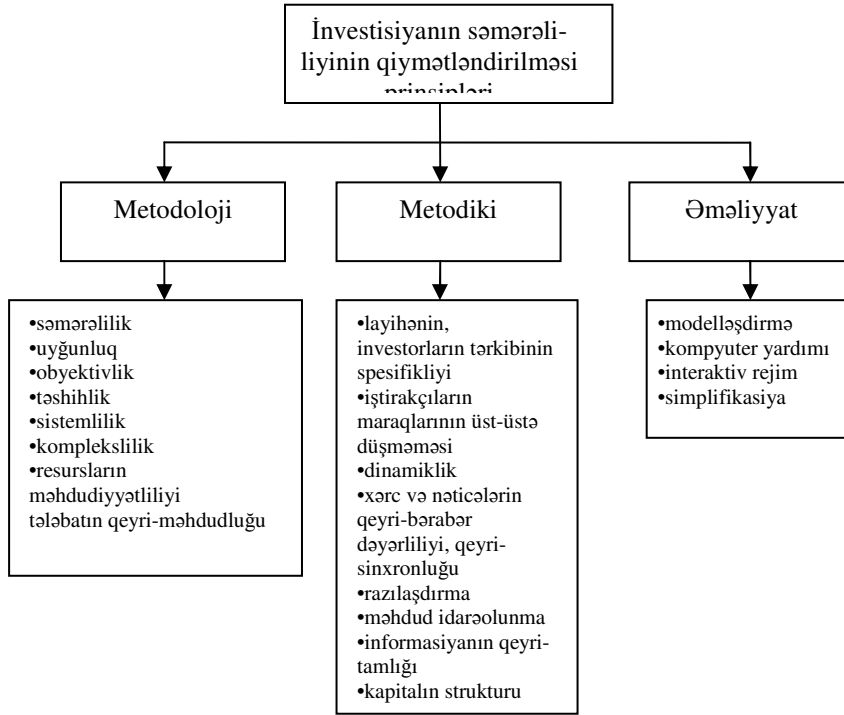 İnvestisiyanın səmərəli-
liyinin qiymətləndirilməsi
prinsipləri
Metodoloji
Metodiki
Əməliyyat
•səmərəlilik
•uyğunluq
•obyektivlik
•təshihlik
•sistemlilik
•komplekslilik
•resursların
məhdudiyyətliliyi
tələbatın qeyri-məhdudluğu
•layihənin,
investorların tərkibinin
spesifikliyi
•iştirakçıların
maraqlarının üst-üstə
düşməməsi
•dinamiklik
•xərc və nəticələrin
qeyri-bərabər
dəyərliliyi, qeyri-
sinxronluğu
•razılaşdırma
•məhdud idarəolunma
•informasiyanın qeyri-
tamlığı
•kapitalın strukturu
•modelləşdirmə
•kompyuter yardımı
•interaktiv rejim
•simplifikasiya